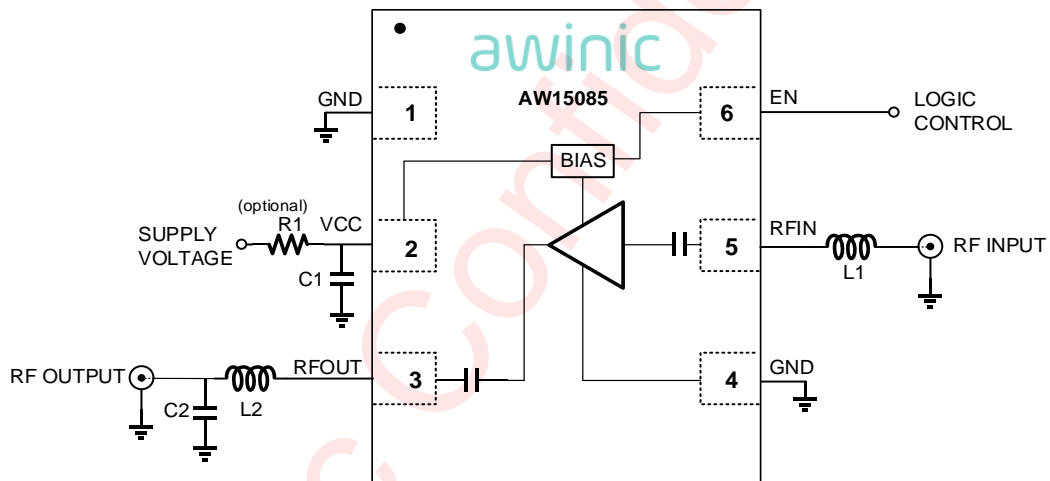 awinic
AW15085
GND
1
6
EN
LOGIC
CONTROL
BIAS
(optional)
R1
VCC
SUPPLY
VOLTAGE
2
C1
5
RFIN
L1
RF INPUT
RF OUTPUT
C2
L2
RFOUT
3
4
GND
c Confide